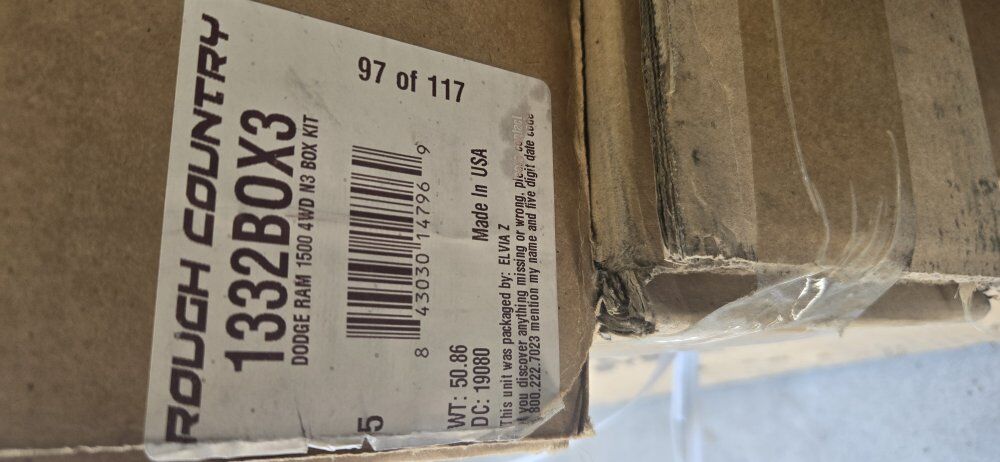 ROUGH COUNTRY
1332BOX3
DODGE RAM 1500 4WD N3 BOX KIT
97 of 117
8 43030 14796 9
5
WT: 50.86
DC: 19080
Made In USA
This unit was packaged by: ELVIA Z
If you discover anything missing or wrong, please contact
800.222.7023 mention my name and five digit date code